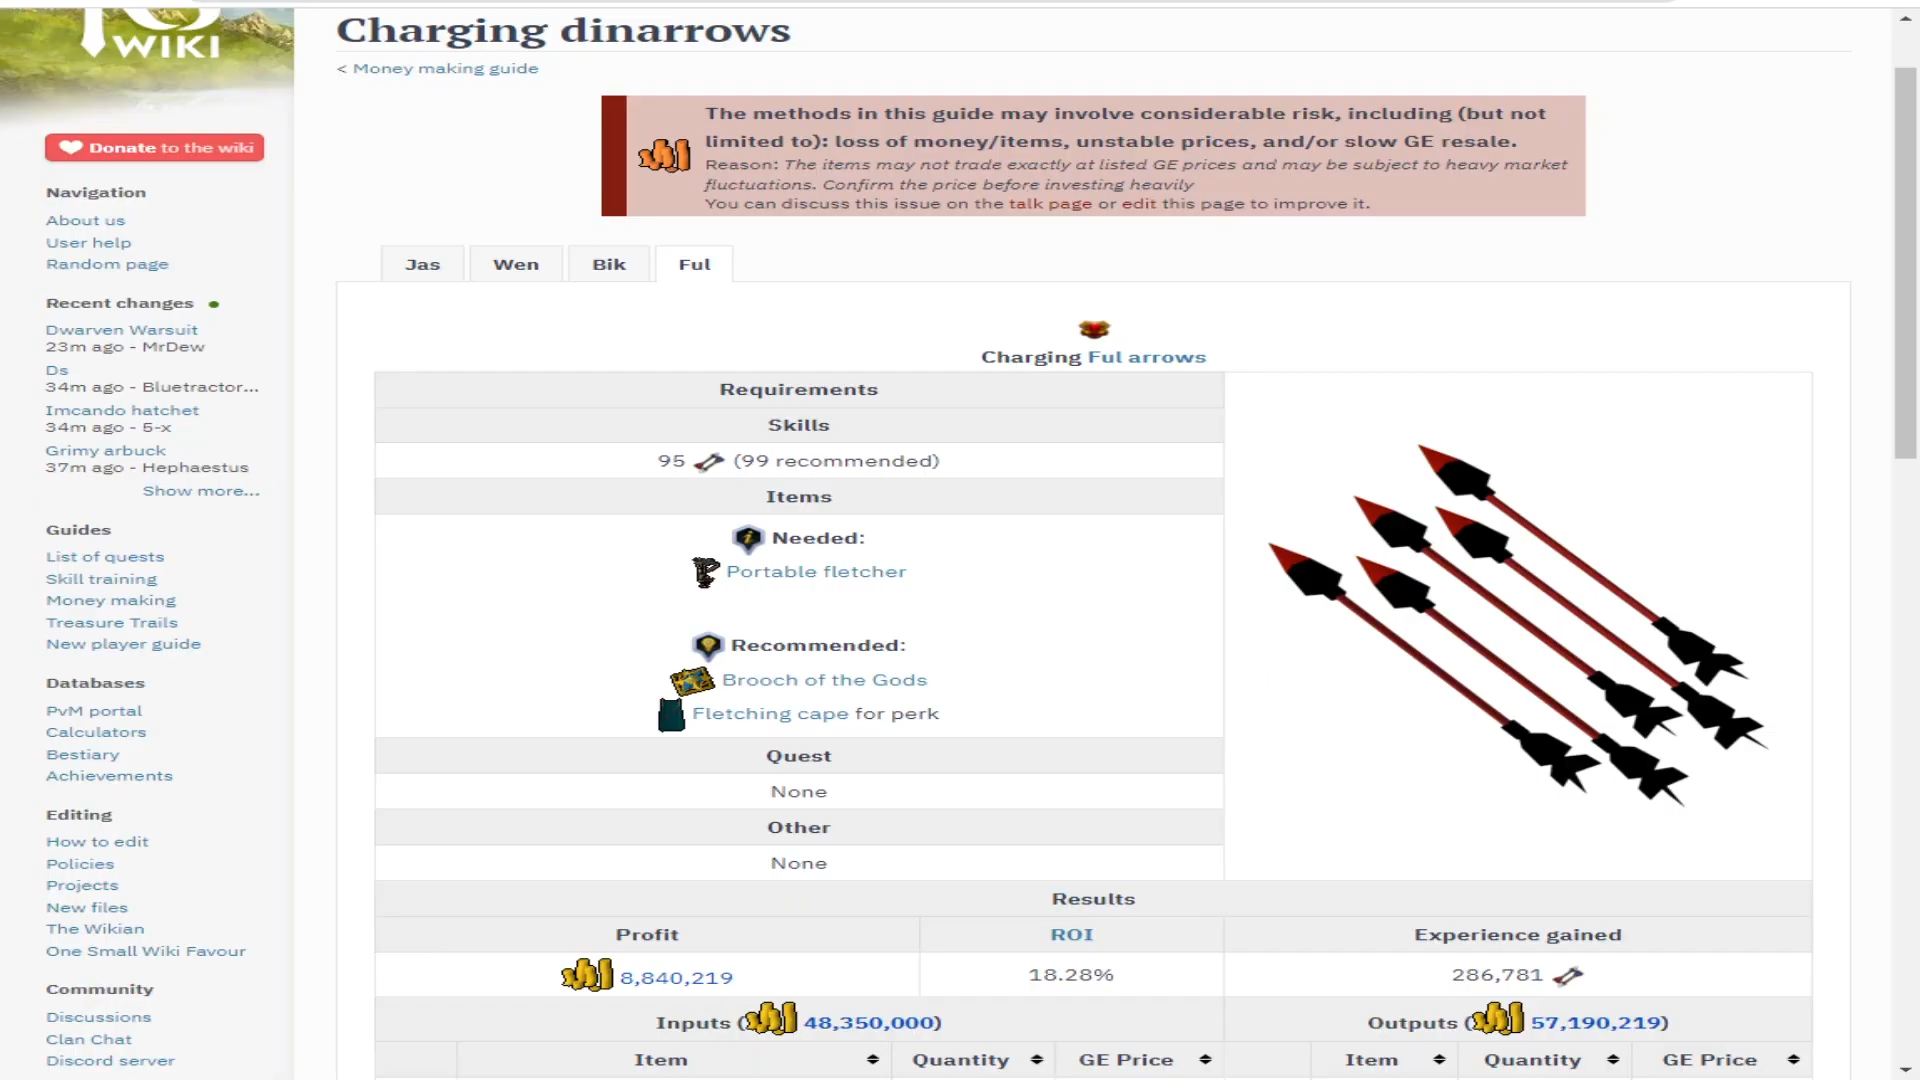 WIKI
Donate to the wiki
Navigation
About us
User help
Random page
Recent changes
Dwarven Warsuit
23m ago - MrDew
Ds
34m ago - Bluetractor...
Imcando hatchet
34m ago - 5-x
Grimy arbuck
37m ago - Hephaestus
Show more...
Guides
List of quests
Skill training
Money making
Treasure Trails
New player guide
Databases
PvM portal
Calculators
Bestiary
Achievements
Editing
How to edit
Policies
Projects
New files
The Wikian
One Small Wiki Favour
Community
Discussions
Clan Chat
Discord server
Charging dinarrows
< Money making guide
The methods in this guide may involve considerable risk, including (but not
limited to): loss of money/items, unstable prices, and/or slow GE resale.
Reason: The items may not trade exactly at listed GE prices and may be subject to heavy market
fluctuations. Confirm the price before investing heavily
You can discuss this issue on the talk page or edit this page to improve it.
Jas Wen Bik Ful
Charging Ful arrows
Requirements
Skills
95 (99 recommended)
Items
Needed:
Portable fletcher
Recommended:
Brooch of the Gods
Fletching cape for perk
Quest
None
Other
None
Results
Profit ROI Experience gained
8,840,219 18.28% 286,781
Inputs (48,350,000) Outputs (57,190,219)
Item Quantity GE Price Item Quantity GE Price